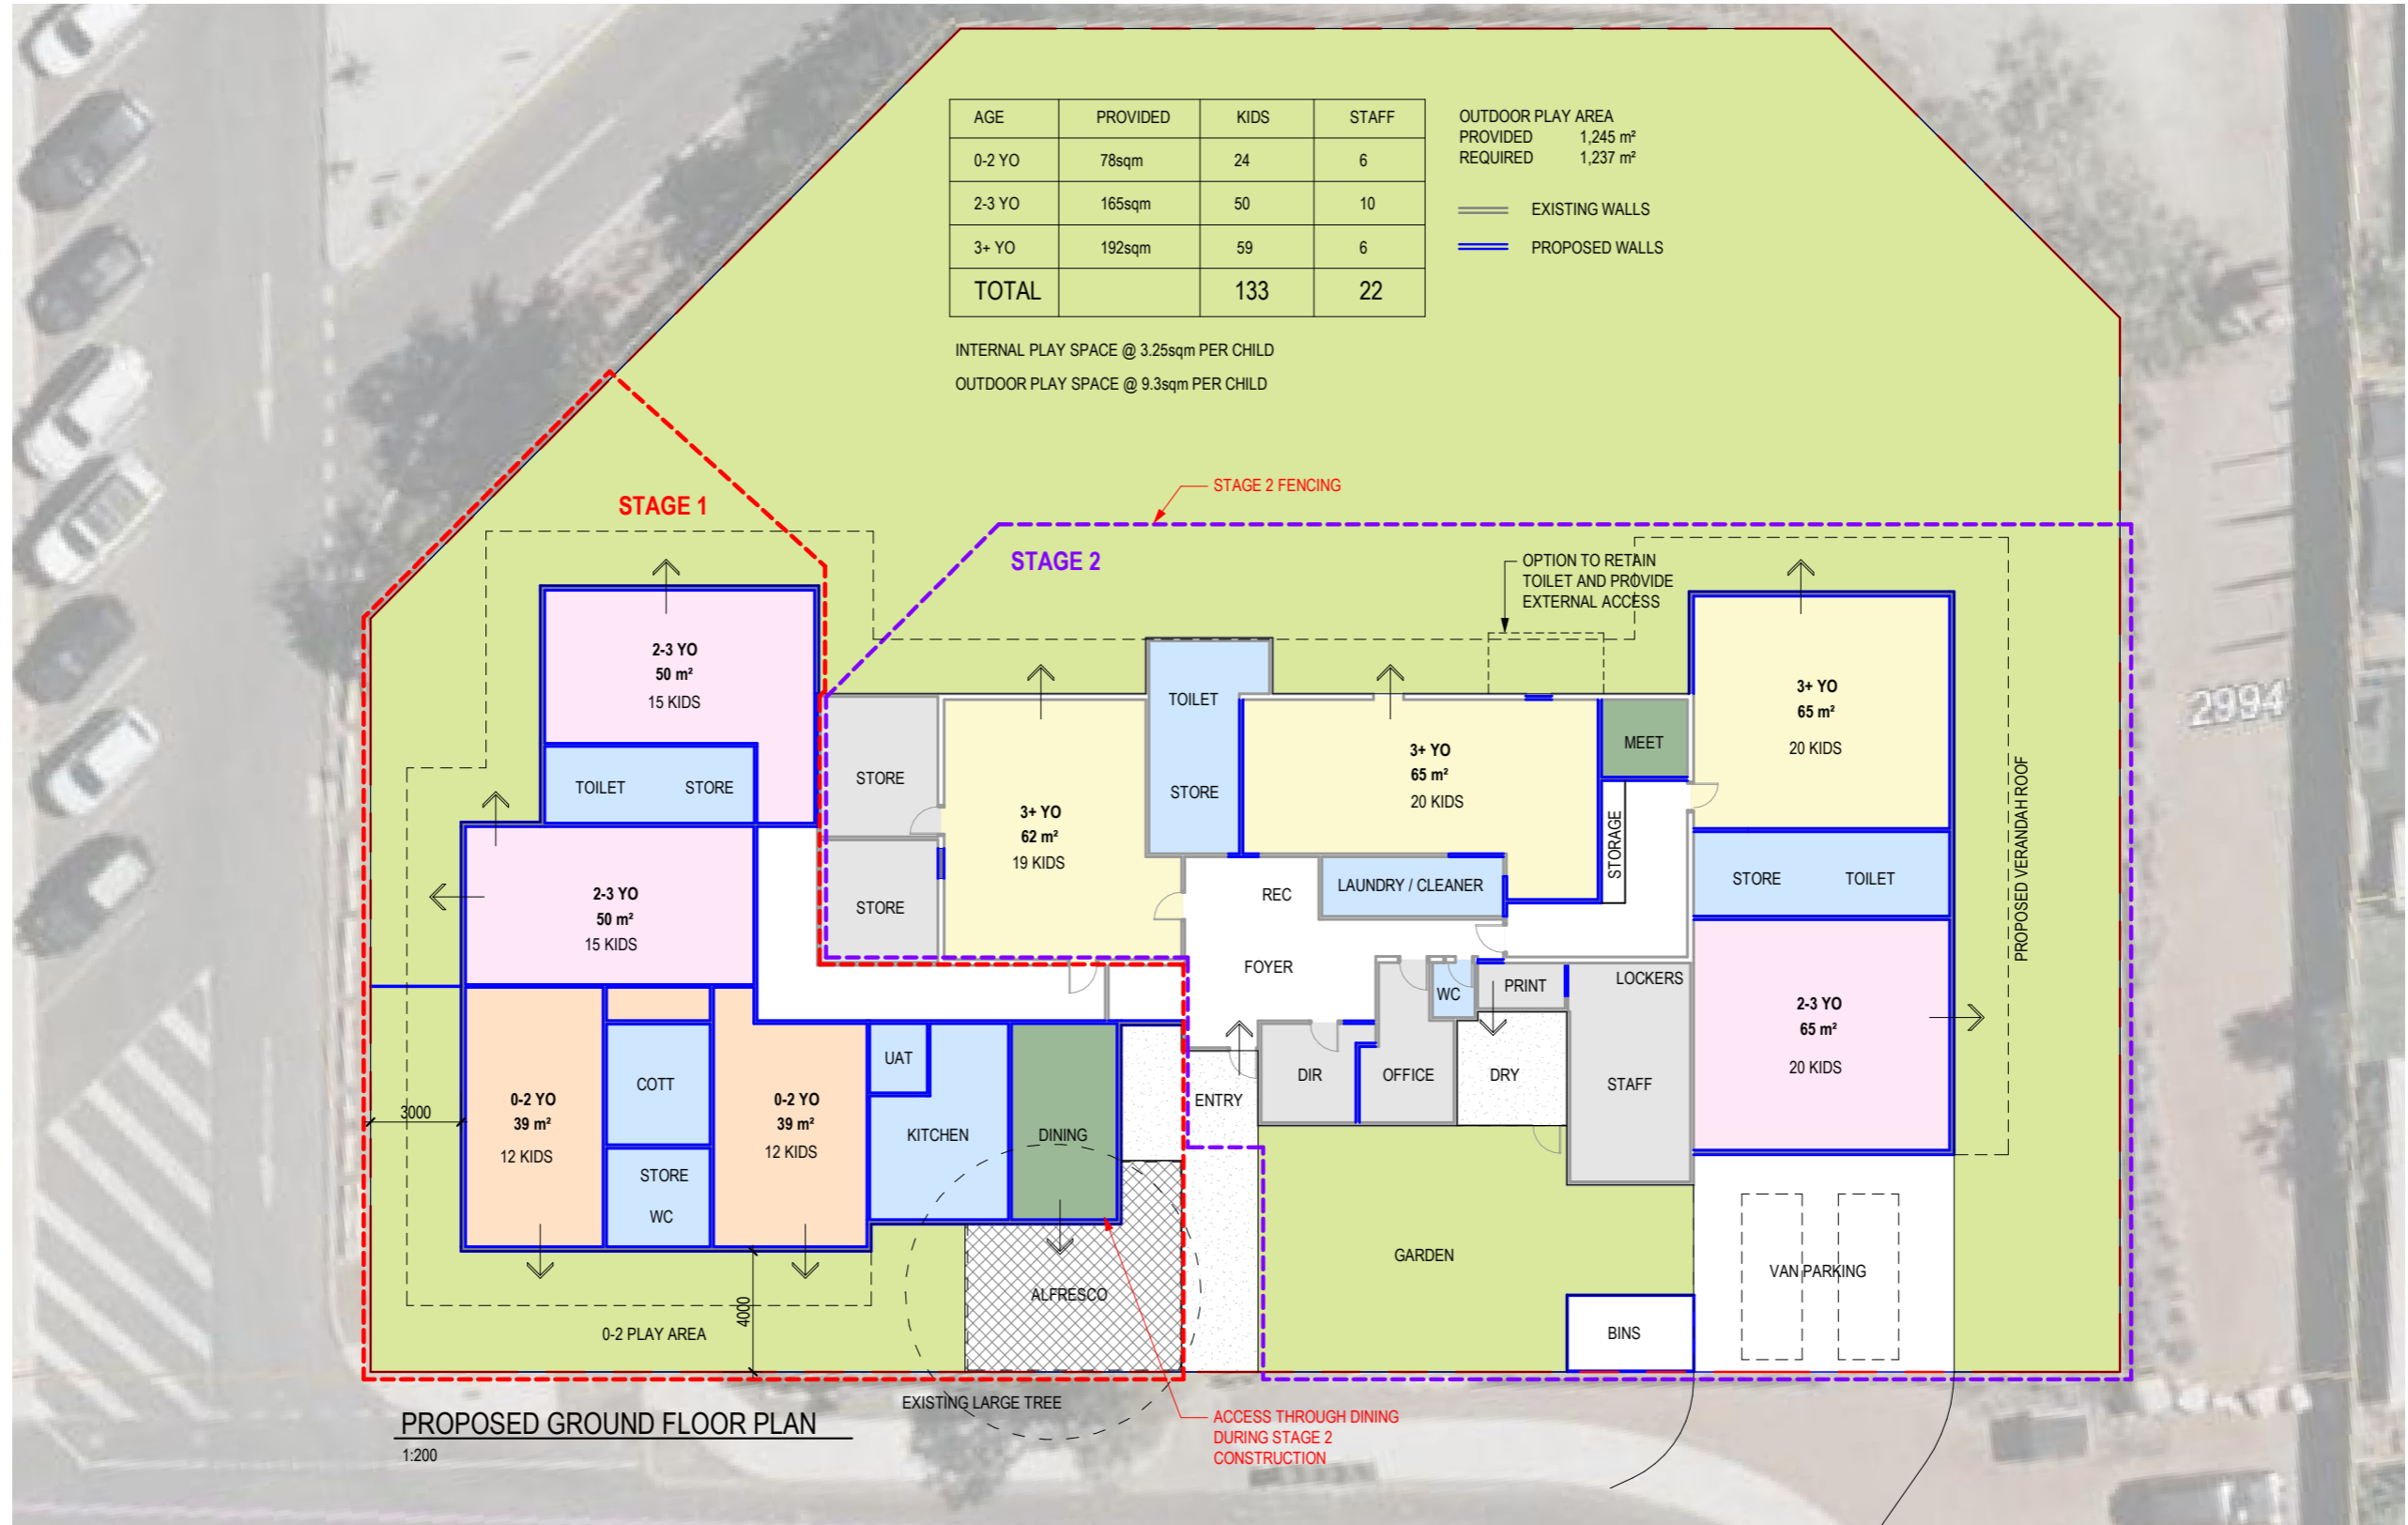 AGE PROVIDED KIDS STAFF
0-2 YO 78sqm 24 6
2-3 YO 165sqm 50 10
3+ YO 192sqm 59 6
TOTAL 133 22
INTERNAL PLAY SPACE @ 3.25sqm PER CHILD
OUTDOOR PLAY SPACE @ 9.3sqm PER CHILD
OUTDOOR PLAY AREA
PROVIDED 1,245 m²
REQUIRED 1,237 m²
EXISTING WALLS
PROPOSED WALLS
STAGE 1
STAGE 2 FENCING
STAGE 2
OPTION TO RETAIN
TOILET AND PROVIDE
EXTERNAL ACCESS
2-3 YO
50 m²
15 KIDS
TOILET STORE
2-3 YO
50 m²
15 KIDS
STORE
STORE
3+ YO
62 m²
19 KIDS
TOILET
STORE
3+ YO
65 m²
20 KIDS
MEET
STORAGE
3+ YO
65 m²
20 KIDS
STORE TOILET
2-3 YO
65 m²
20 KIDS
PROPOSED VERANDAH ROOF
2994
REC
LAUNDRY / CLEANER
FOYER
WC
PRINT
LOCKERS
STAFF
DIR
OFFICE
DRY
ENTRY
0-2 YO
39 m²
12 KIDS
COTT
STORE
WC
0-2 YO
39 m²
12 KIDS
UAT
KITCHEN
DINING
3000
4000
ALFRESCO
0-2 PLAY AREA
GARDEN
BINS
VAN PARKING
EXISTING LARGE TREE
ACCESS THROUGH DINING
DURING STAGE 2
CONSTRUCTION
PROPOSED GROUND FLOOR PLAN
1:200